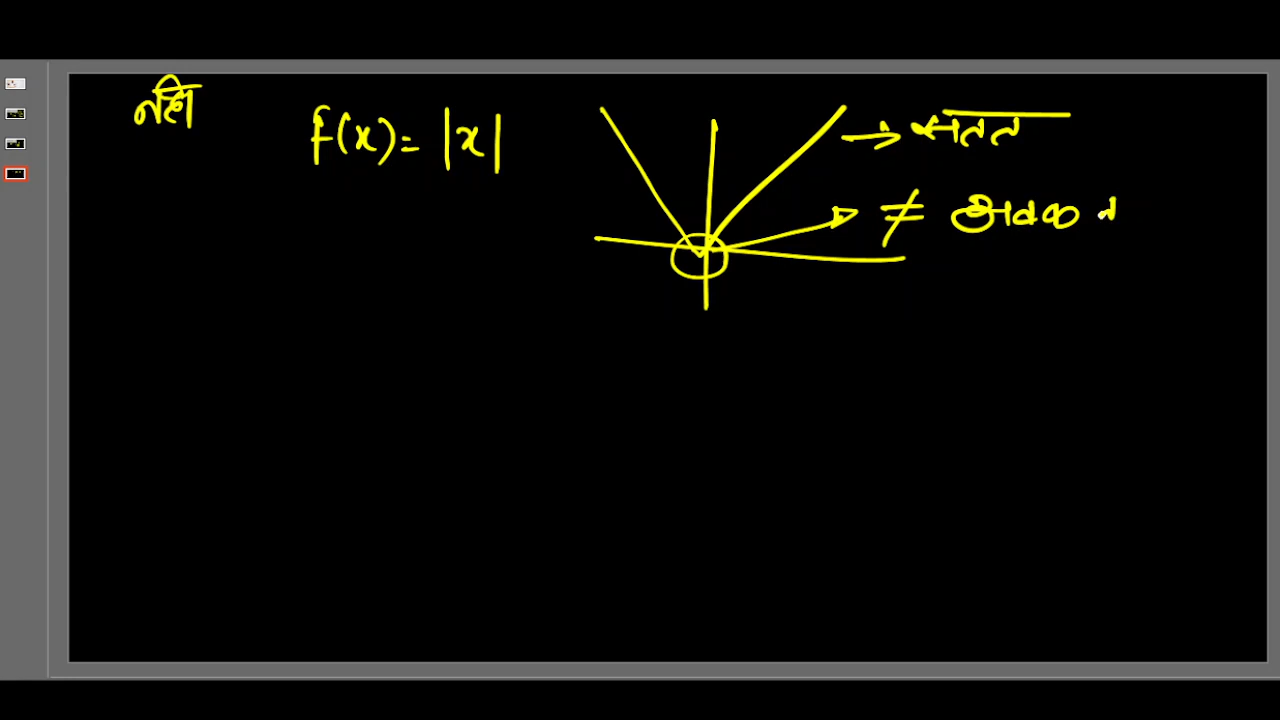 नहीं
f(x) = |x|
→ सतत
≠ अवकल